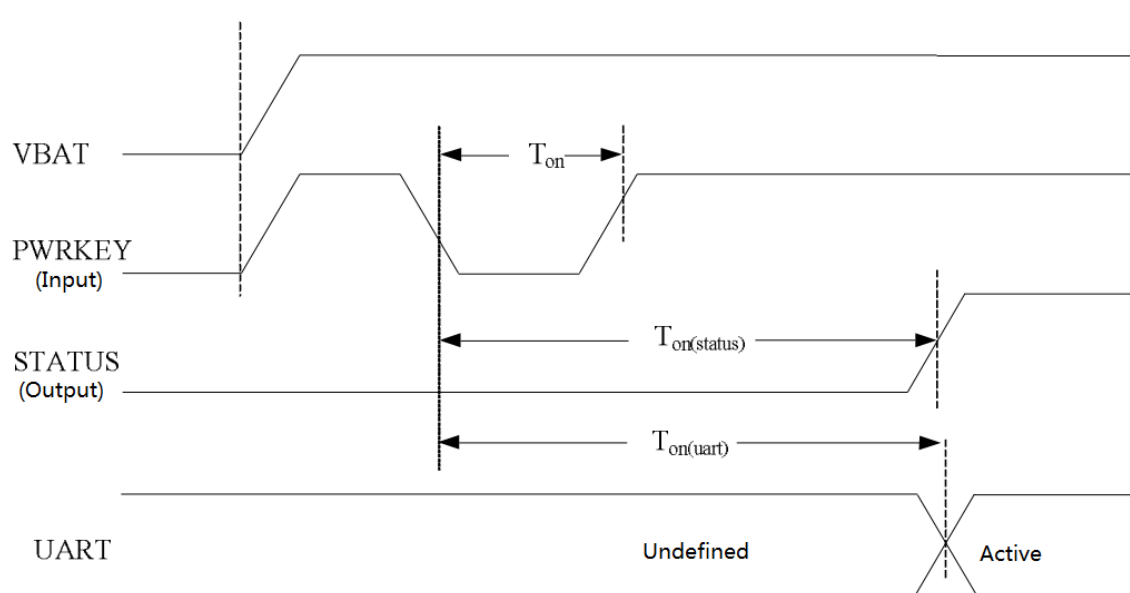 VBAT
Ton
PWRKEY
(Input)
Ton(status)
STATUS
(Output)
Ton(uart)
UART
Undefined
Active